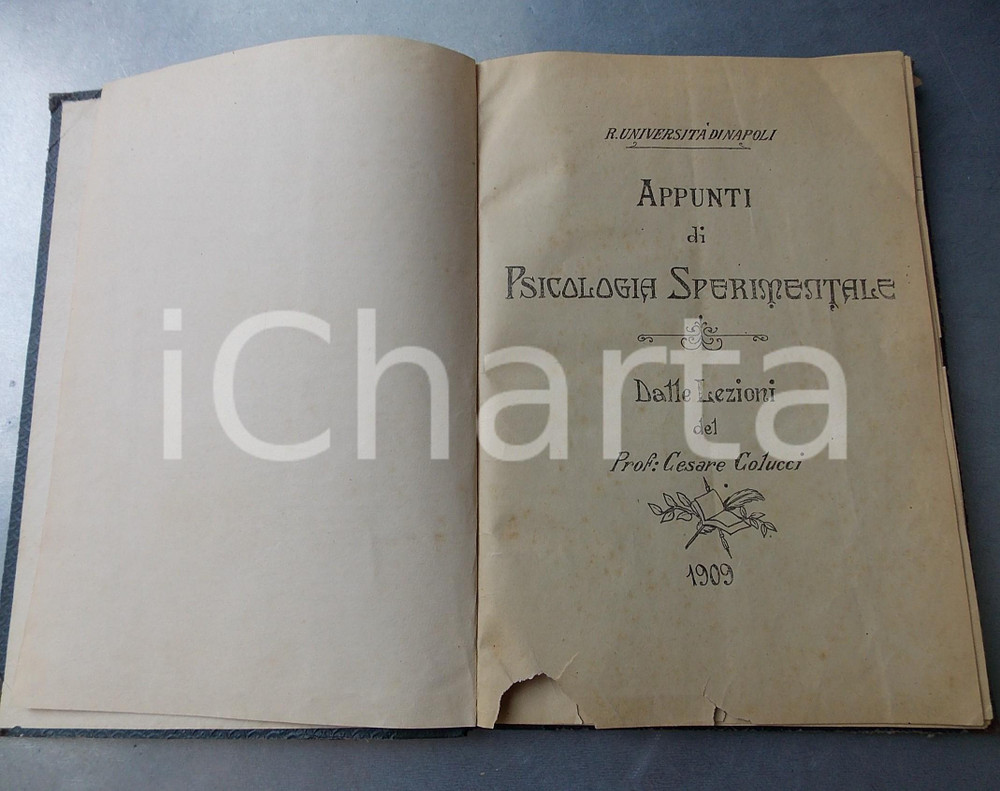 R. UNIVERSITÀ DI NAPOLI
APPUNTI
di
PSICOLOGIA SPERIMENTALE
Dalle Lezioni
del
Prof: Cesare Colucci
1909
iCharta